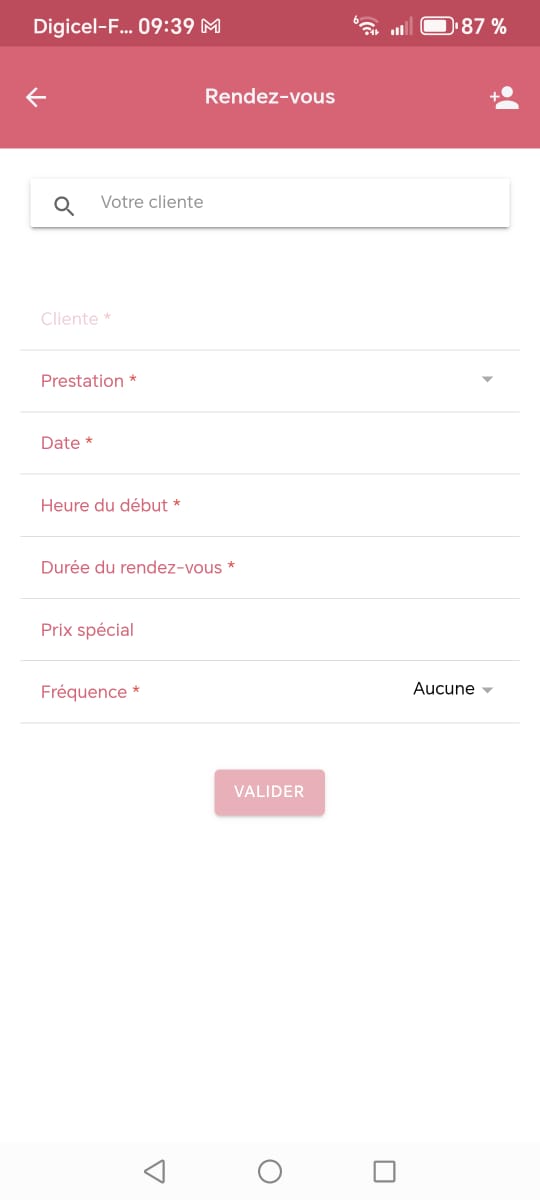 Digicel-F... 09:39 87 %
Rendez-vous
Votre cliente
Cliente *
Prestation *
Date *
Heure du début *
Durée du rendez-vous *
Prix spécial
Fréquence * Aucune
VALIDER